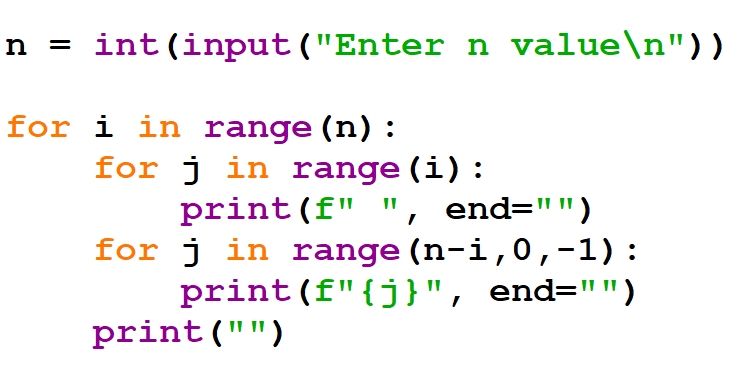 n = int(input("Enter n value\n"))
for i in range(n):
    for j in range(i):
        print(f" ", end="")
    for j in range(n-i,0,-1):
        print(f"{j}", end="")
    print("")